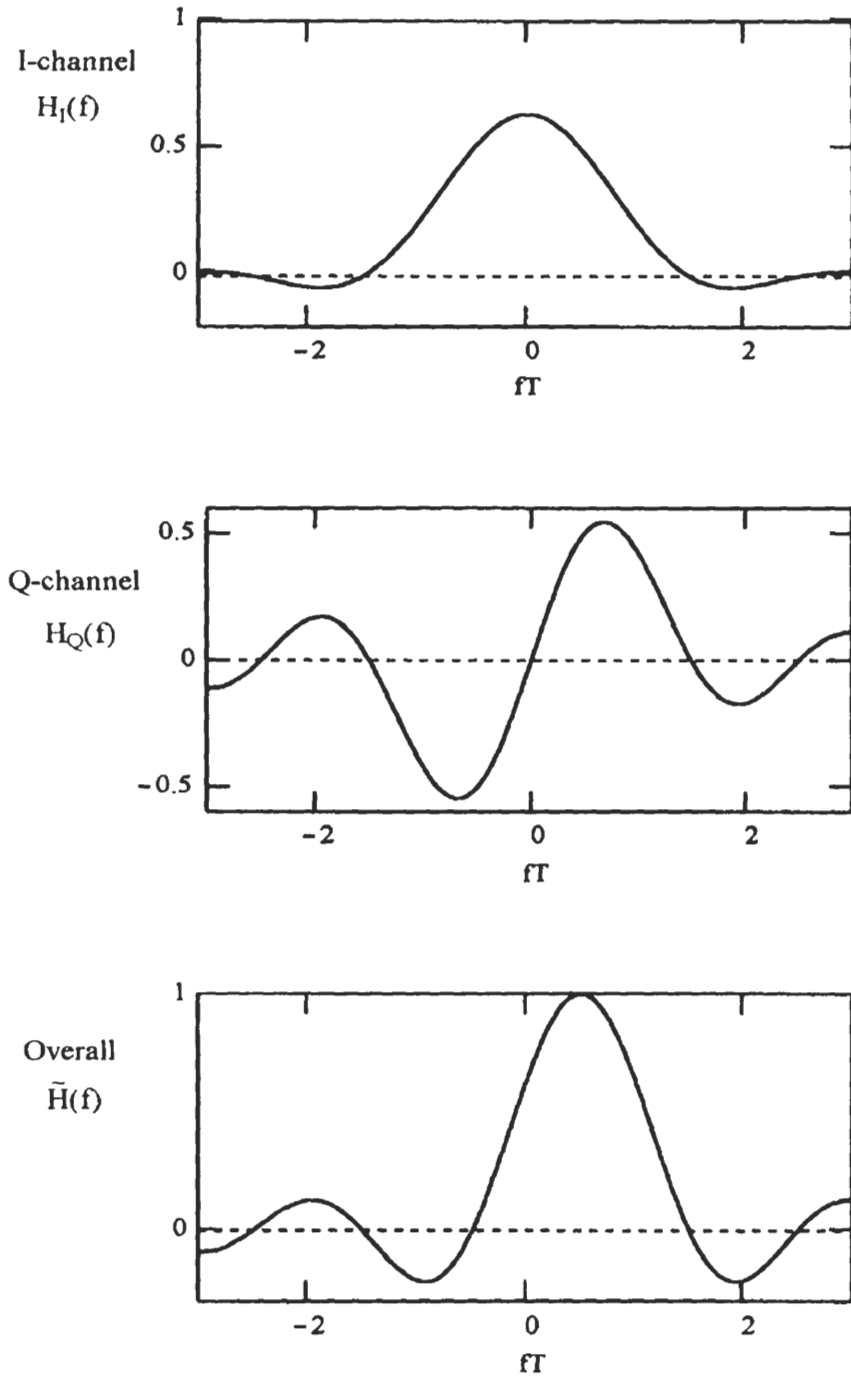 1
I-channel
H_I(f)
0.5
0
-2 0 2
fT
0.5
Q-channel
H_Q(f)
0
-0.5
-2 0 2
fT
1
Overall
H̃(f)
0
-2 0 2
fT